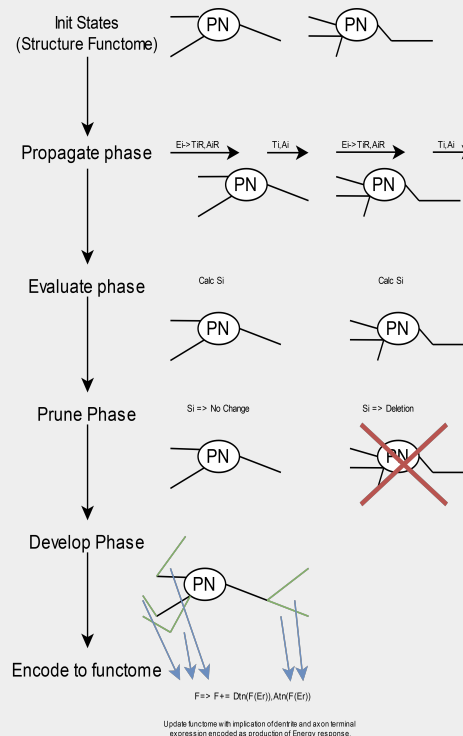 Init States
(Structure Functome)
PN
PN
Propagate phase
Ei->TiR,AiR
Ti,Ai
Ei->TiR,AiR
Ti,Ai
PN
PN
Evaluate phase
Calc Si
Calc Si
PN
PN
Prune Phase
Si => No Change
Si => Deletion
PN
PN
Develop Phase
PN
Encode to functome
F=> F+= Dtn(F(Er)),Atn(F(Er))
Update functome with implication of dentrite and axon terminal
expression encoded as production of Energy response.